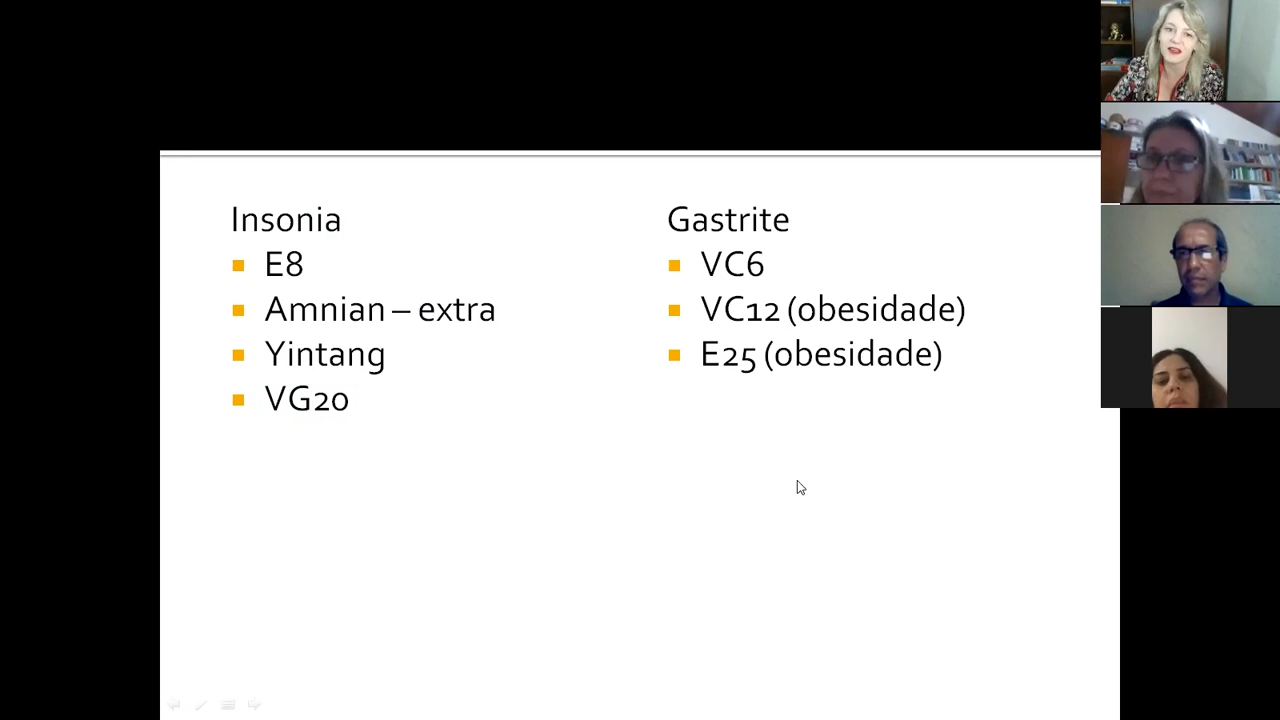 Insonia
E8
Amnian – extra
Yintang
VG20
Gastrite
VC6
VC12 (obesidade)
E25 (obesidade)